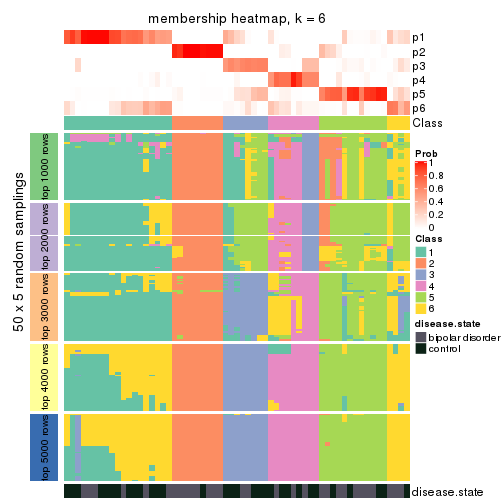 membership heatmap, k = 6
p1
p2
p3
p4
p5
p6
Class
50 x 5 random samplings
top 1000 rows
top 2000 rows
top 3000 rows
top 4000 rows
top 5000 rows
Prob
1
0.8
0.6
0.4
0.2
0
Class
1
2
3
4
5
6
disease.state
bipolar disorder
control
disease.state